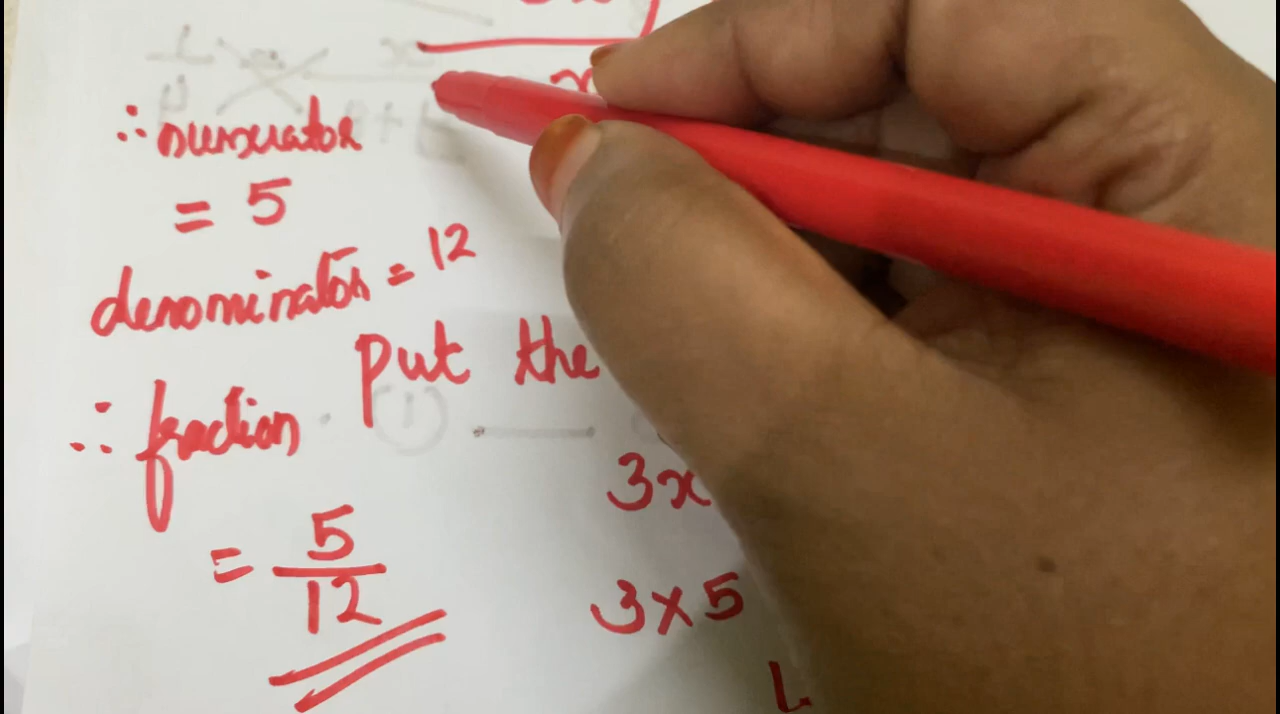 ∴ numerator
= 5
denominator = 12
put the
∴ fraction
= 5/12
3x
3×5